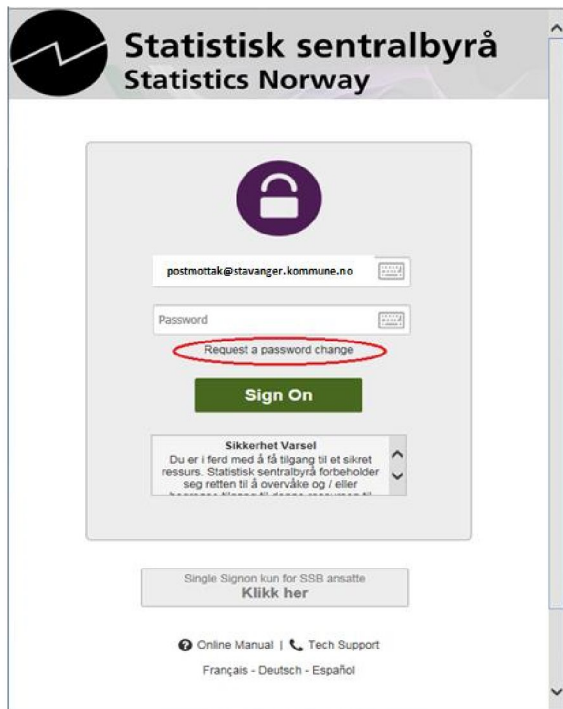 Statistisk sentralbyrå
Statistics Norway
postmottak@stavanger.kommune.no
Password
Request a password change
Sign On
Sikkerhet Varsel
Du er i ferd med å få tilgang til et sikret
ressurs. Statistisk sentralbyrå forbeholder
seg retten til å overvåke og / eller
Single Signon kun for SSB ansatte
Klikk her
Online Manual | Tech Support
Français - Deutsch - Español